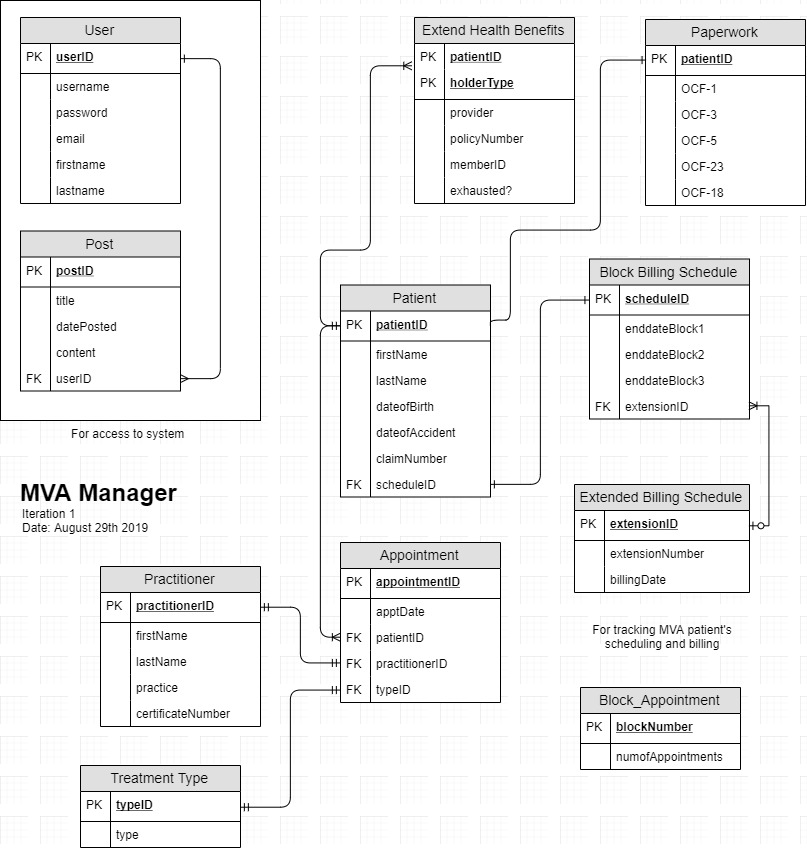 User
PK userID
username
password
email
firstname
lastname
Post
PK postID
title
datePosted
content
FK userID
For access to system
Extend Health Benefits
PK patientID
PK holderType
provider
policyNumber
memberID
exhausted?
Paperwork
PK patientID
OCF-1
OCF-3
OCF-5
OCF-23
OCF-18
Patient
PK patientID
firstName
lastName
dateofBirth
dateofAccident
claimNumber
FK scheduleID
Block Billing Schedule
PK scheduleID
enddateBlock1
enddateBlock2
enddateBlock3
FK extensionID
MVA Manager
Iteration 1
Date: August 29th 2019
Extended Billing Schedule
PK extensionID
extensionNumber
billingDate
Practitioner
PK practitionerID
firstName
lastName
practice
certificateNumber
Appointment
PK appointmentID
apptDate
FK patientID
FK practitionerID
FK typeID
For tracking MVA patient's
scheduling and billing
Block_Appointment
PK blockNumber
numofAppointments
Treatment Type
PK typeID
type